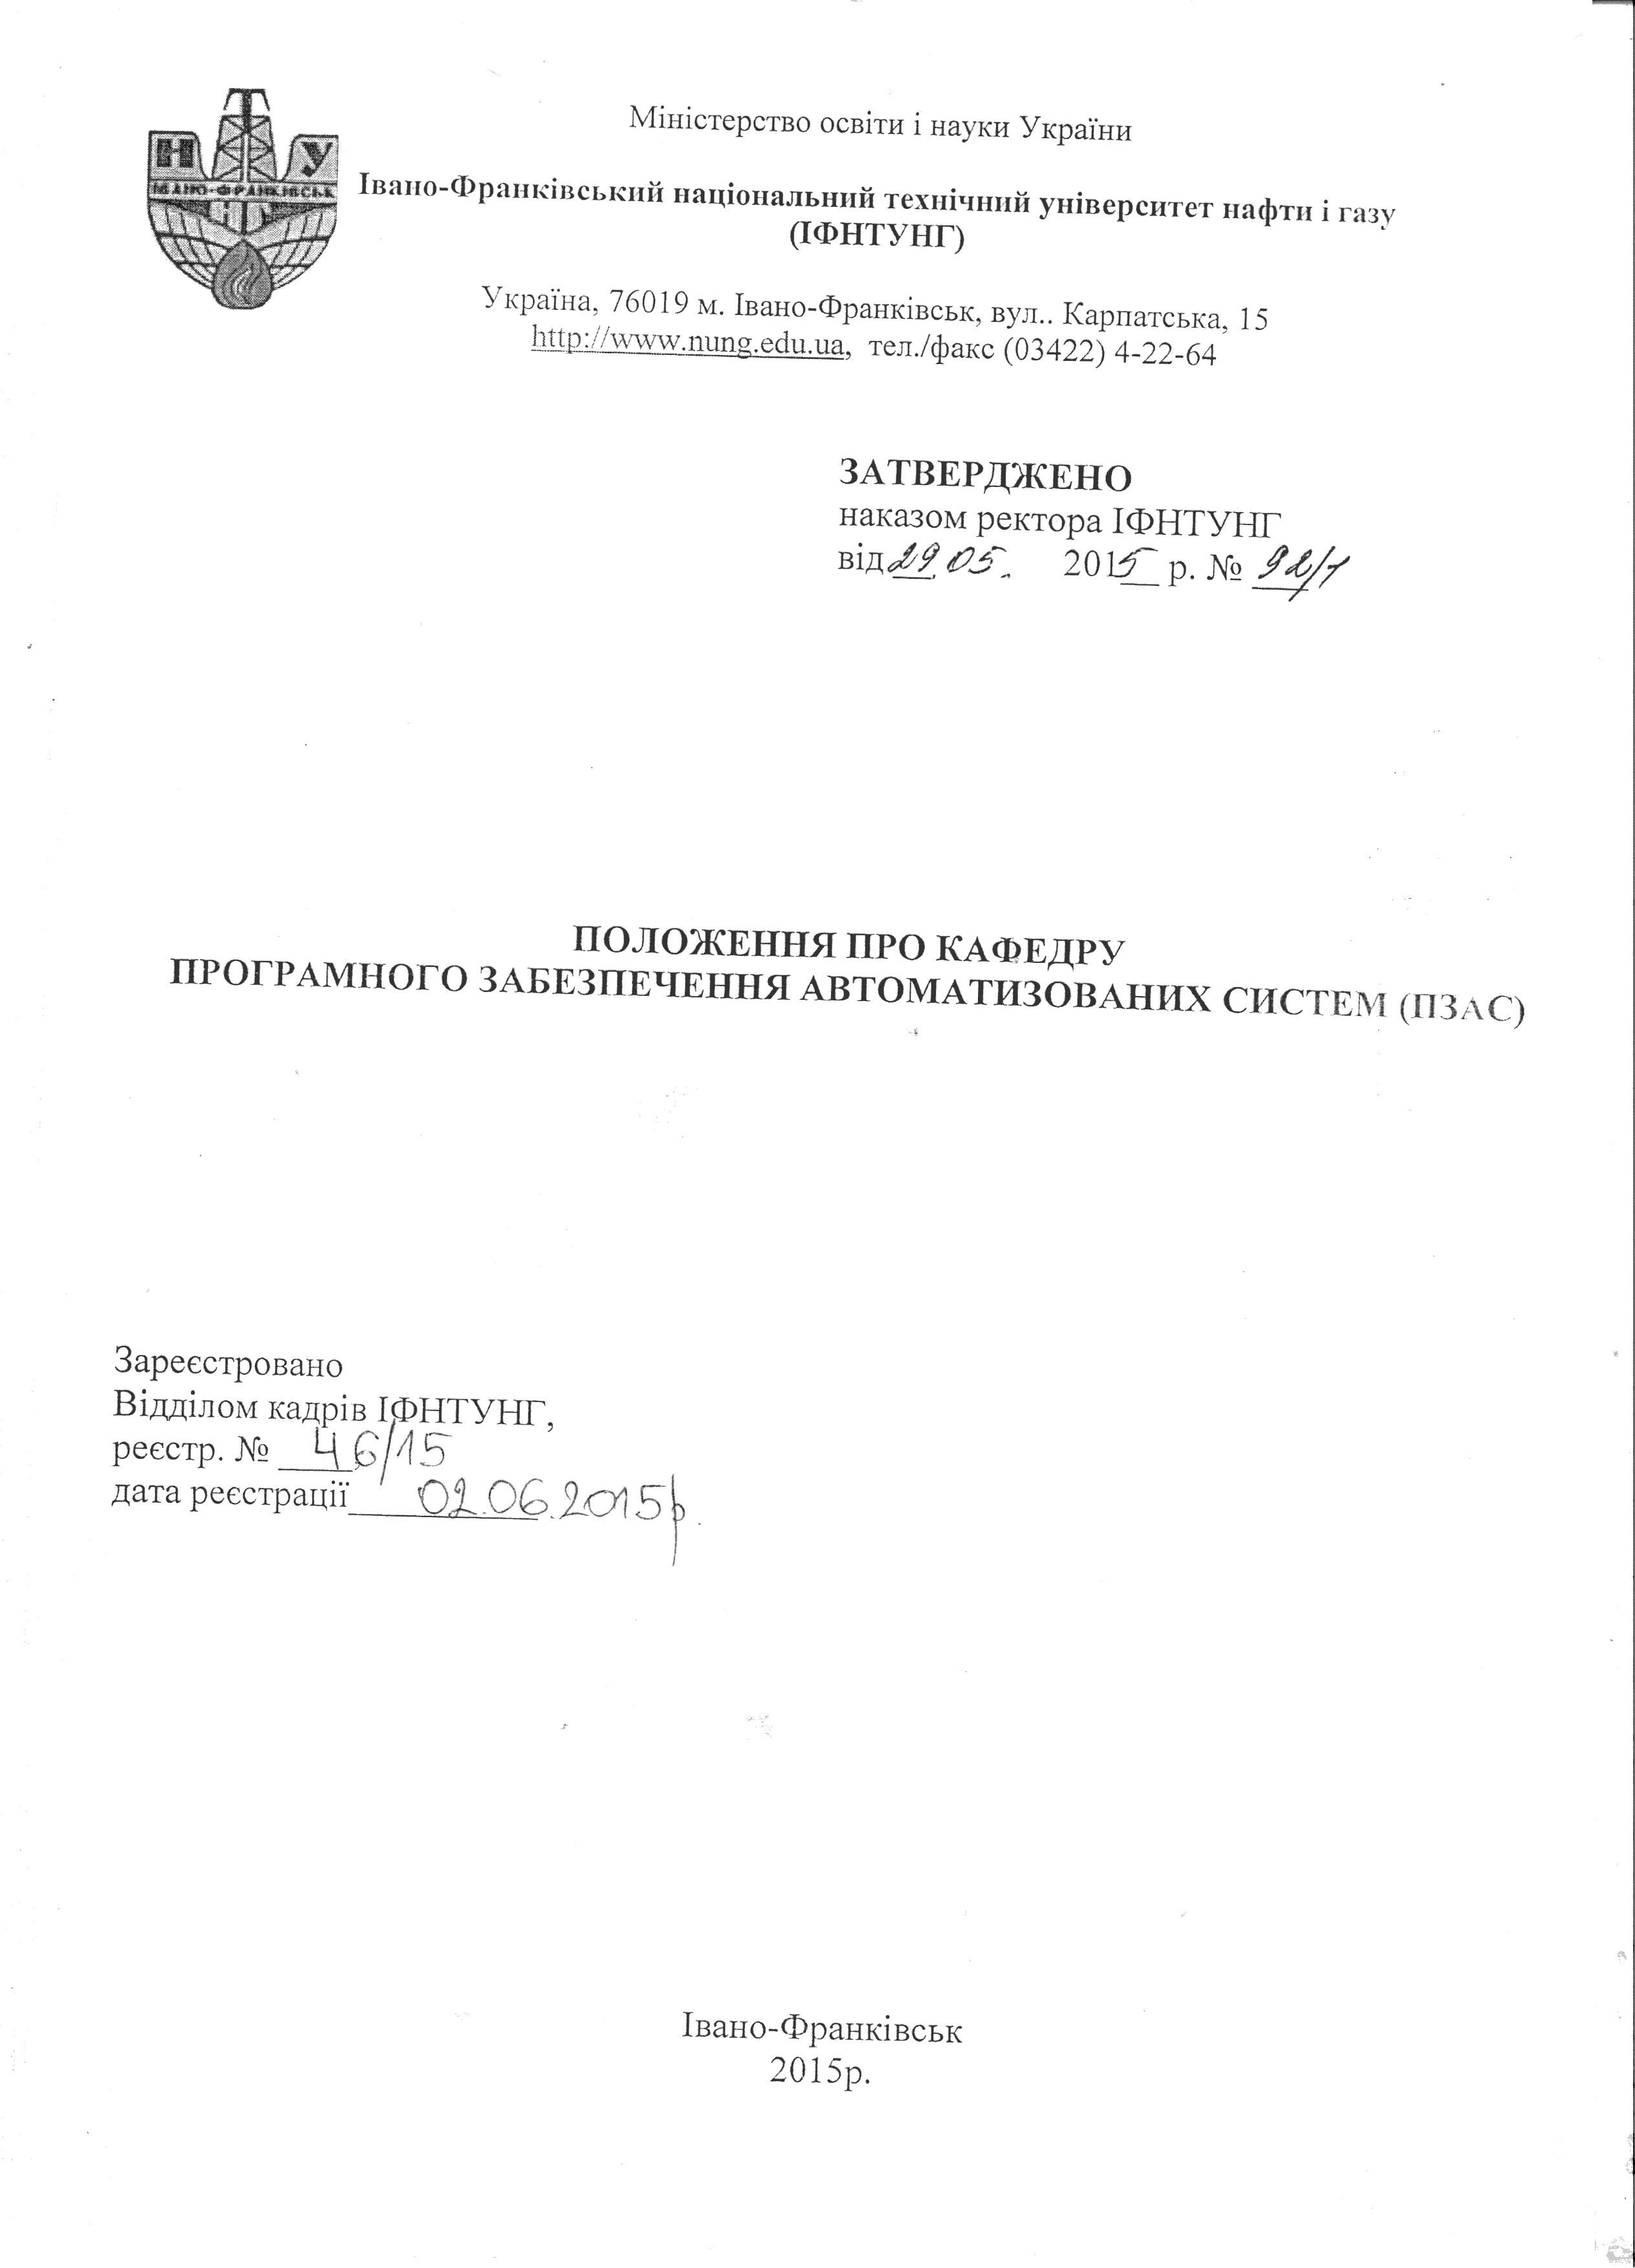 Т
Н У
ІВАНО-ФРАНКІВСЬК
Міністерство освіти і науки України
Івано-Франківський національний технічний університет нафти і газу
(ІФНТУНГ)
Україна, 76019 м. Івано-Франківськ, вул.. Карпатська, 15
http://www.nung.edu.ua, тел./факс (03422) 4-22-64
ЗАТВЕРДЖЕНО
наказом ректора ІФНТУНГ
від 29.05. 2015 р. № 92/1
ПОЛОЖЕННЯ ПРО КАФЕДРУ
ПРОГРАМНОГО ЗАБЕЗПЕЧЕННЯ АВТОМАТИЗОВАНИХ СИСТЕМ (ПЗАС)
Зареєстровано
Відділом кадрів ІФНТУНГ,
реєстр. № 46/15
дата реєстрації 02.06.2015р.
Івано-Франківськ
2015р.